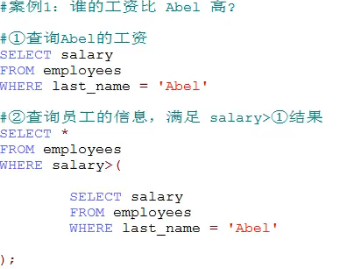 #案例1：谁的工资比 Abel 高?
#①查询Abel的工资
SELECT salary
FROM employees
WHERE last_name = 'Abel'
#②查询员工的信息，满足 salary>①结果
SELECT *
FROM employees
WHERE salary>(
SELECT salary
FROM employees
WHERE last_name = 'Abel'
);